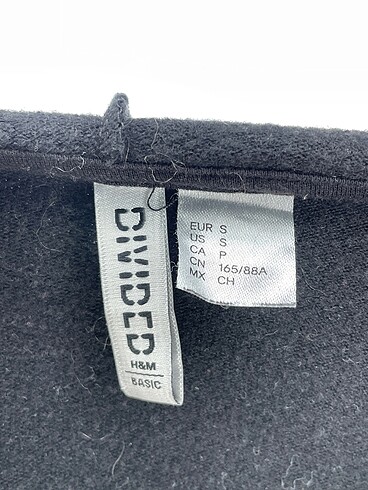 DIVIDED
H&M
BASIC
EUR S
US S
CA P
CN 165/88A
MX CH